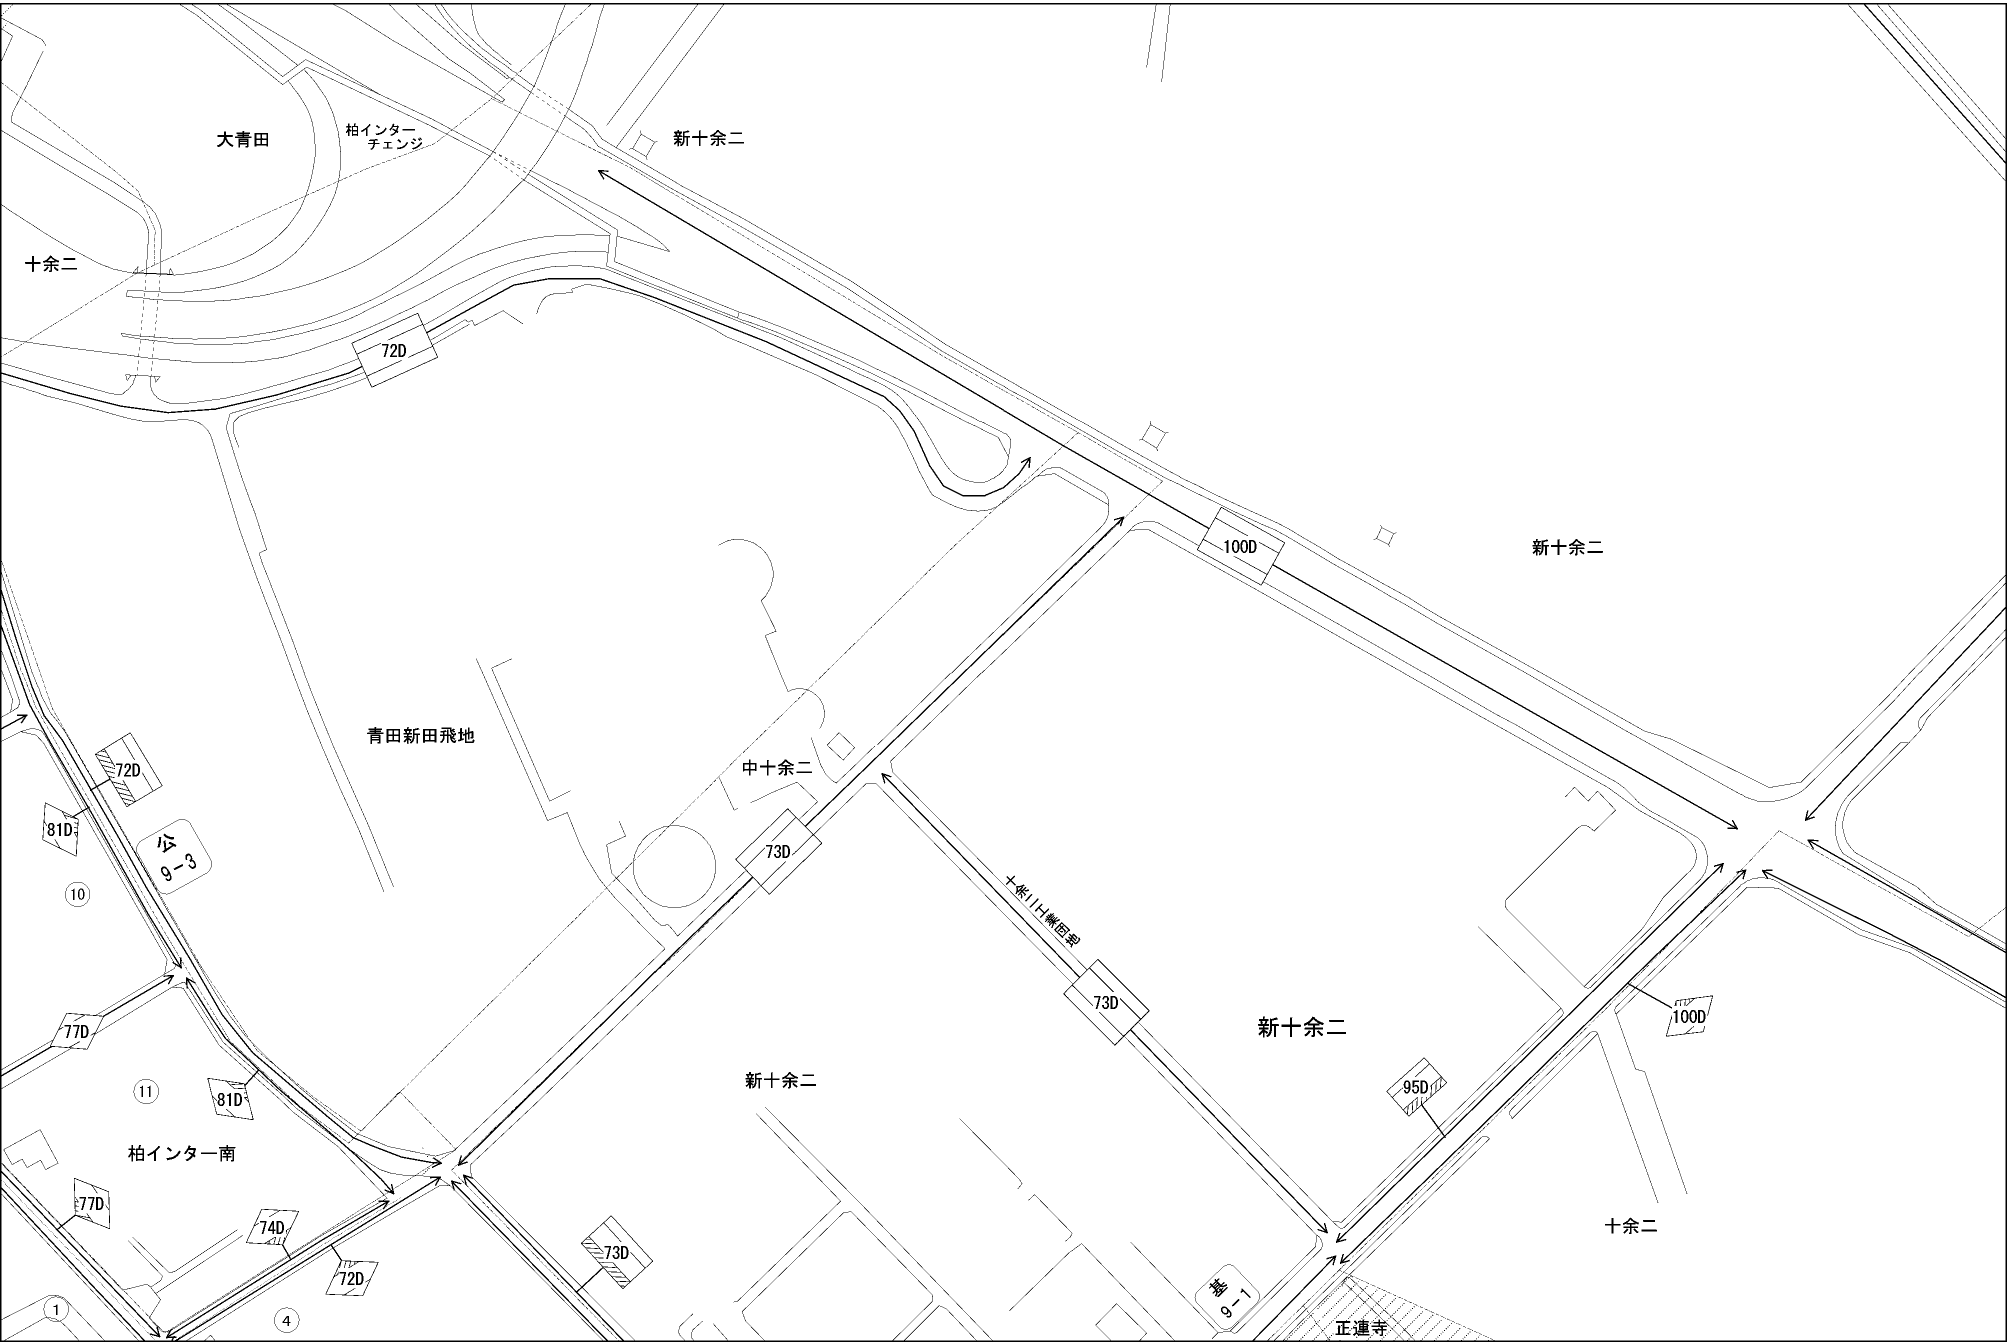 大青田
柏インター
チェンジ
新十余二
十余二
72D
100D
新十余二
青田新田飛地
中十余二
72D
81D
公
9-3
73D
10
十余二工業団地
73D
新十余二
100D
77D
新十余二
11
81D
95D
柏インター南
77D
74D
72D
73D
十余二
基
9-1
1
4
正連寺